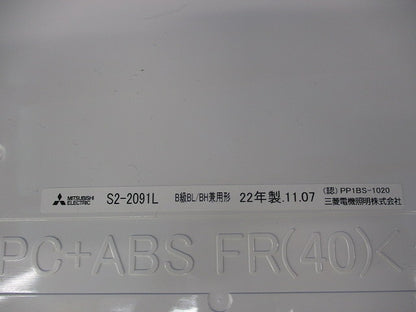 MITSUBISHI ELECTRIC S2-2091L B級BL/BH兼用形 22年製.11.07 (認) PP1BS-1020
三菱電機照明株式会社
PC+ABS FR(40)<